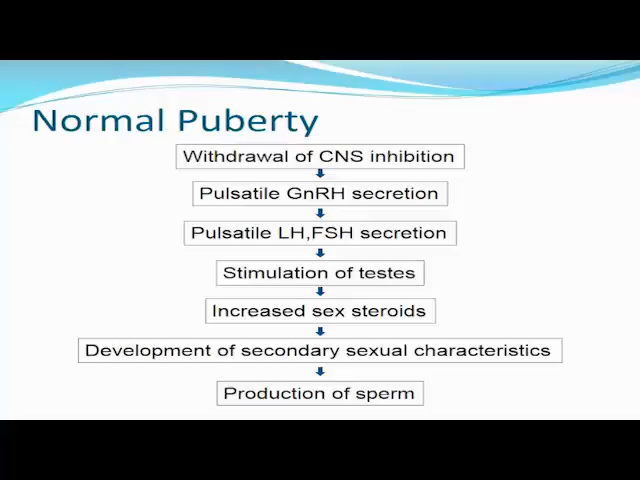 Normal Puberty
Withdrawal of CNS inhibition
Pulsatile GnRH secretion
Pulsatile LH,FSH secretion
Stimulation of testes
Increased sex steroids
Development of secondary sexual characteristics
Production of sperm